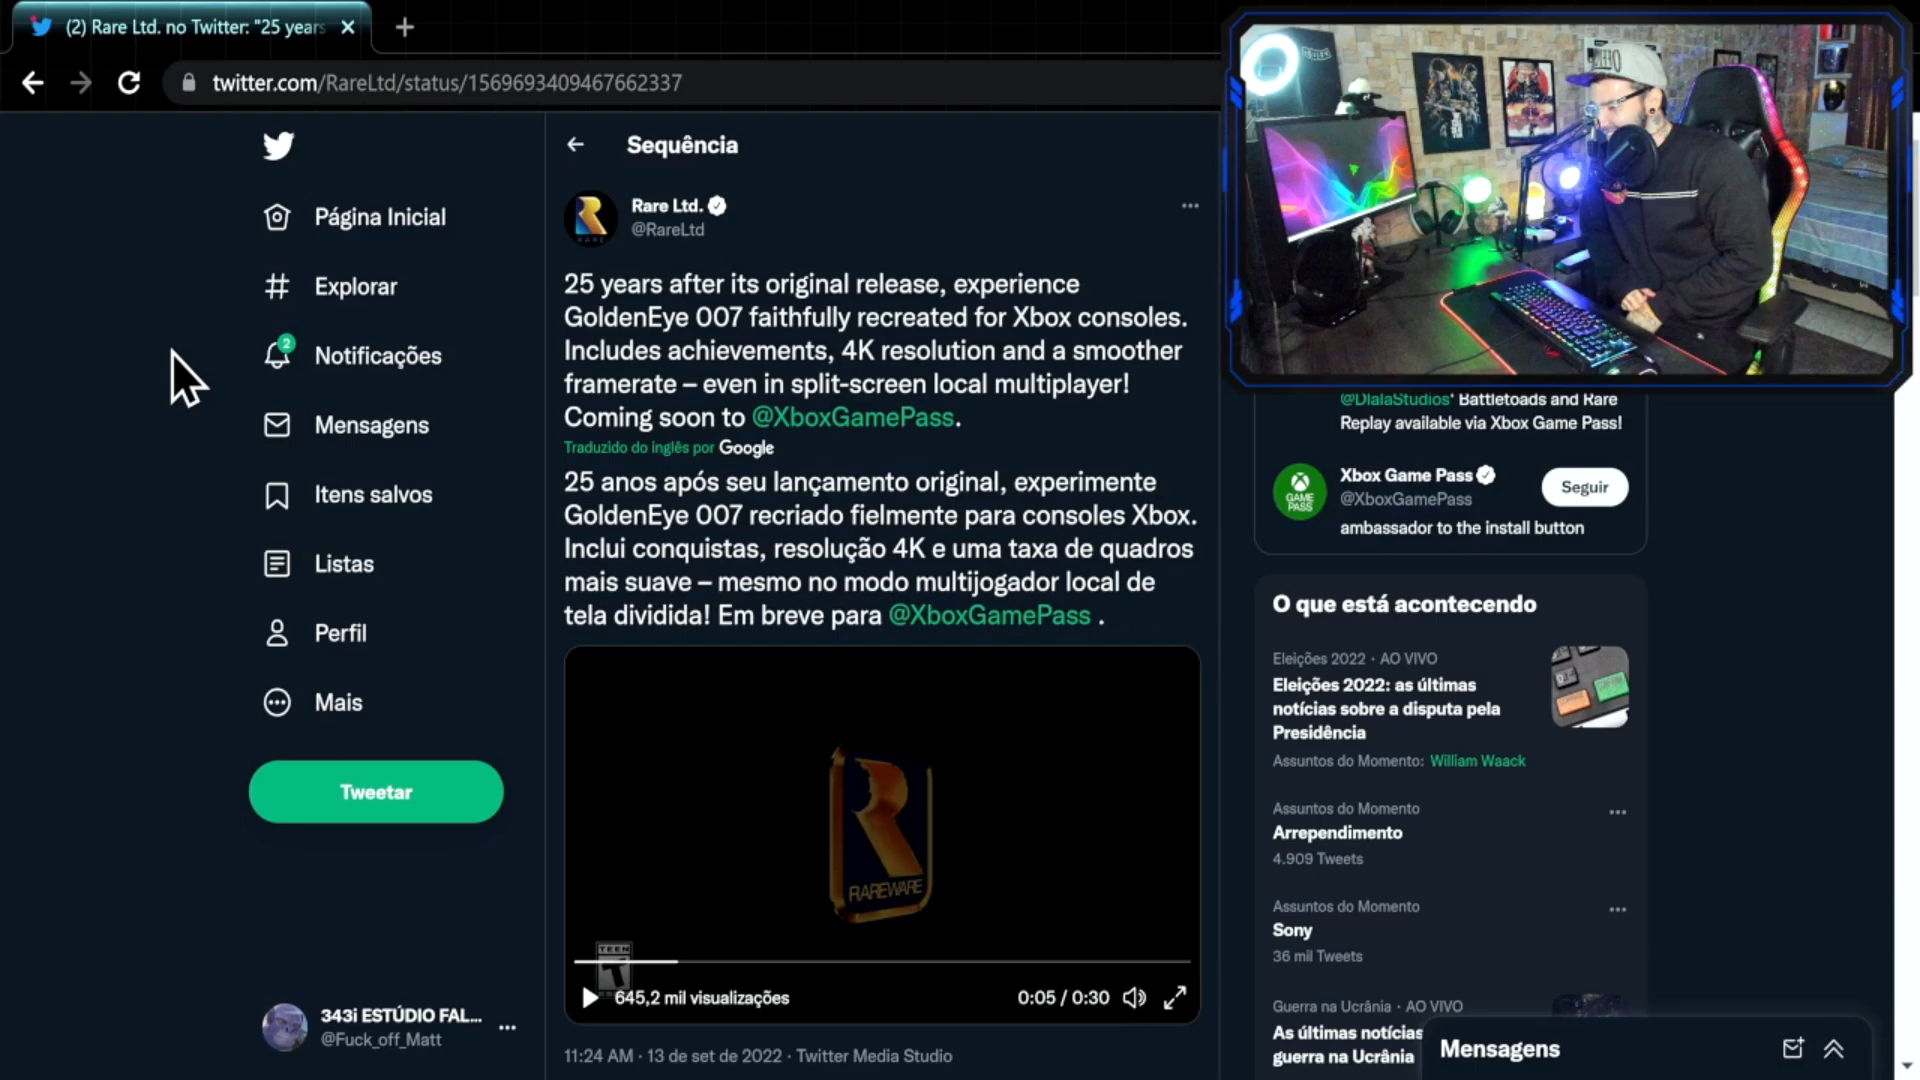 (2) Rare Ltd. no Twitter: "25 years
twitter.com/RareLtd/status/1569693409467662337
Página Inicial
Explorar
2
Notificações
Mensagens
Itens salvos
Listas
Perfil
Mais
Tweetar
343i ESTÚDIO FAL...
@Fuck_off_Matt
Sequência
Rare Ltd.
@RareLtd
25 years after its original release, experience
GoldenEye 007 faithfully recreated for Xbox consoles.
Includes achievements, 4K resolution and a smoother
framerate – even in split-screen local multiplayer!
Coming soon to @XboxGamePass.
Traduzido do inglês por Google
25 anos após seu lançamento original, experimente
GoldenEye 007 recriado fielmente para consoles Xbox.
Inclui conquistas, resolução 4K e uma taxa de quadros
mais suave – mesmo no modo multijogador local de
tela dividida! Em breve para @XboxGamePass .
RAREWARE
TEEN
T
645,2 mil visualizações
0:05 / 0:30
11:24 AM · 13 de set de 2022 · Twitter Media Studio
@DlalaStudios' Battletoads and Rare
Replay available via Xbox Game Pass!
GAME
PASS
Xbox Game Pass
@XboxGamePass
Seguir
ambassador to the install button
O que está acontecendo
Eleições 2022 · AO VIVO
Eleições 2022: as últimas
notícias sobre a disputa pela
Presidência
Assuntos do Momento: William Waack
Assuntos do Momento
Arrependimento
4.909 Tweets
Assuntos do Momento
Sony
36 mil Tweets
Guerra na Ucrânia · AO VIVO
As últimas notícias
guerra na Ucrânia
Mensagens